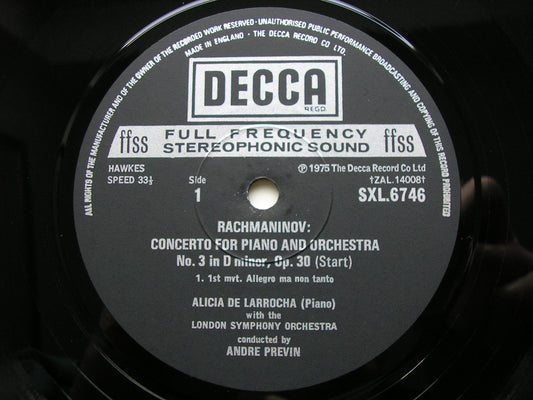 ALL RIGHTS OF THE MANUFACTURER AND OF THE OWNER OF THE RECORDED WORK RESERVED · UNAUTHORISED PUBLIC PERFORMANCE BROADCASTING AND COPYING OF THIS RECORD PROHIBITED
MADE IN ENGLAND · THE DECCA RECORD CO LTD.
DECCA
REGD.
ffss FULL FREQUENCY STEREOPHONIC SOUND ffss
HAWKES
SPEED 33⅓
Side
1
℗ 1975 The Decca Record Co Ltd
†ZAL.14008†
SXL.6746
RACHMANINOV:
CONCERTO FOR PIANO AND ORCHESTRA
No. 3 in D minor, Op. 30 (Start)
1. 1st mvt. Allegro ma non tanto
ALICIA DE LARROCHA (Piano)
with the
LONDON SYMPHONY ORCHESTRA
conducted by
ANDRE PREVIN